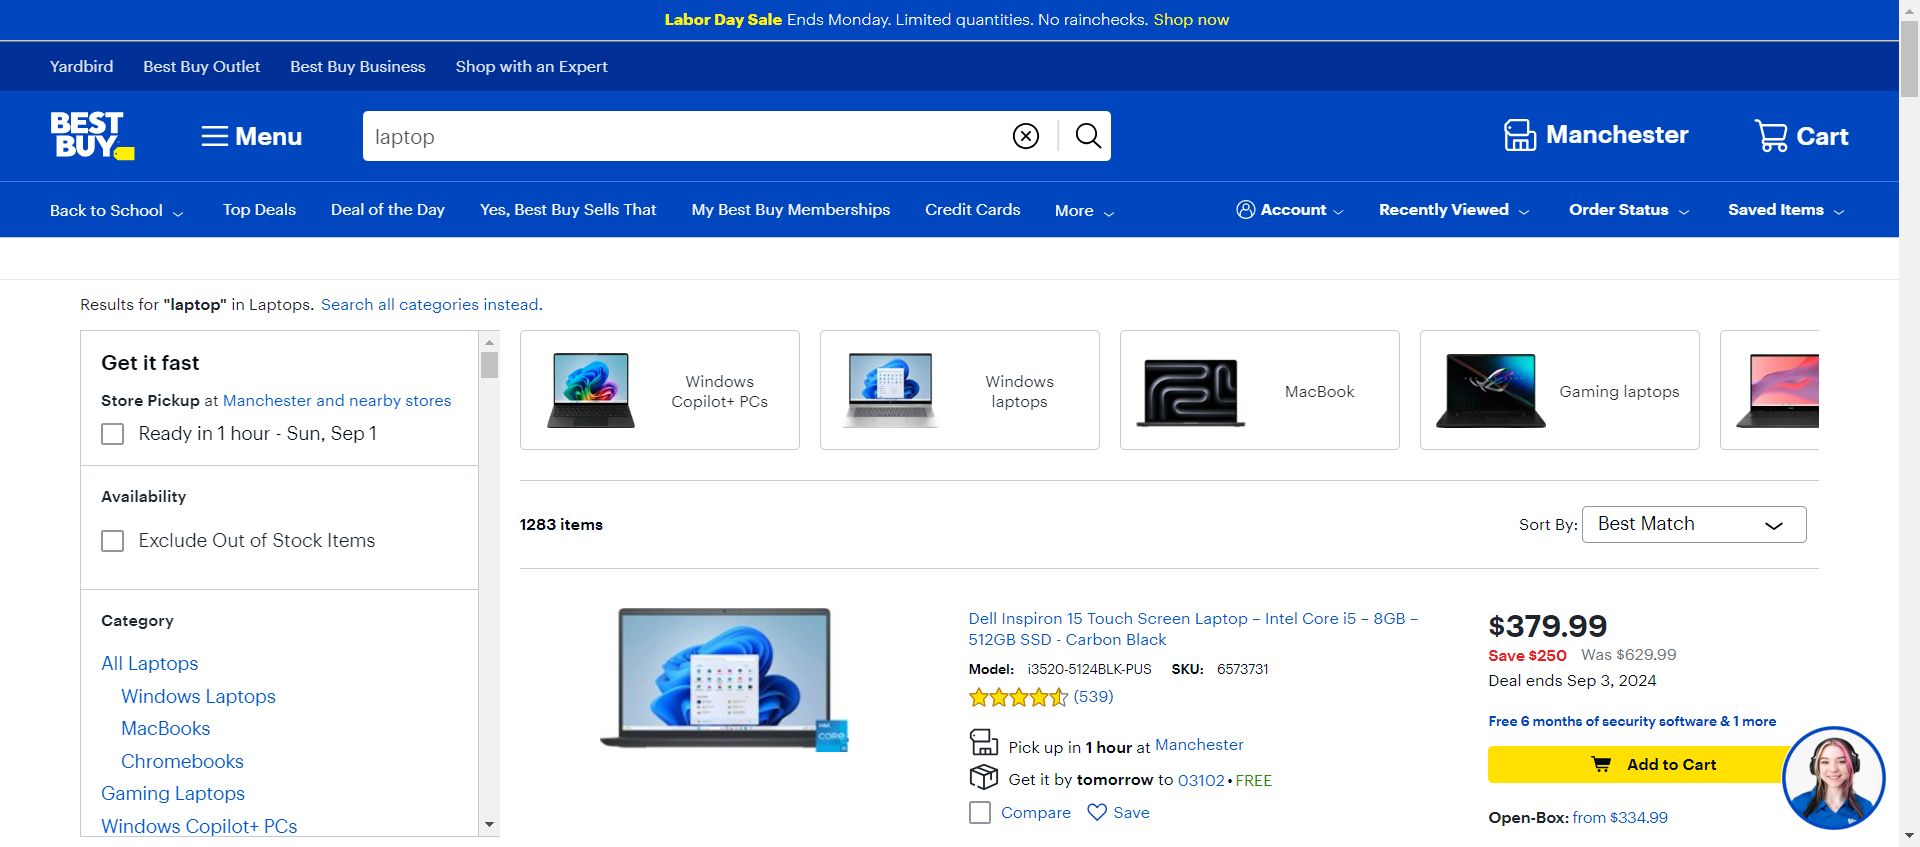 Labor Day Sale Ends Monday. Limited quantities. No rainchecks. Shop now
Yardbird Best Buy Outlet Best Buy Business Shop with an Expert
BEST BUY
Menu
laptop
Manchester
Cart
Back to School Top Deals Deal of the Day Yes, Best Buy Sells That My Best Buy Memberships Credit Cards More
Account Recently Viewed Order Status Saved Items
Results for "laptop" in Laptops. Search all categories instead.
Get it fast
Store Pickup at Manchester and nearby stores
Ready in 1 hour - Sun, Sep 1
Availability
Exclude Out of Stock Items
Category
All Laptops
Windows Laptops
MacBooks
Chromebooks
Gaming Laptops
Windows Copilot+ PCs
Windows
Copilot+ PCs
Windows
laptops
MacBook
Gaming laptops
1283 items
Sort By: Best Match
Dell Inspiron 15 Touch Screen Laptop – Intel Core i5 – 8GB –
512GB SSD - Carbon Black
Model: i3520-5124BLK-PUS SKU: 6573731
(539)
Pick up in 1 hour at Manchester
Get it by tomorrow to 03102 • FREE
Compare Save
core
$379.99
Save $250 Was $629.99
Deal ends Sep 3, 2024
Free 6 months of security software & 1 more
Add to Cart
Open-Box: from $334.99